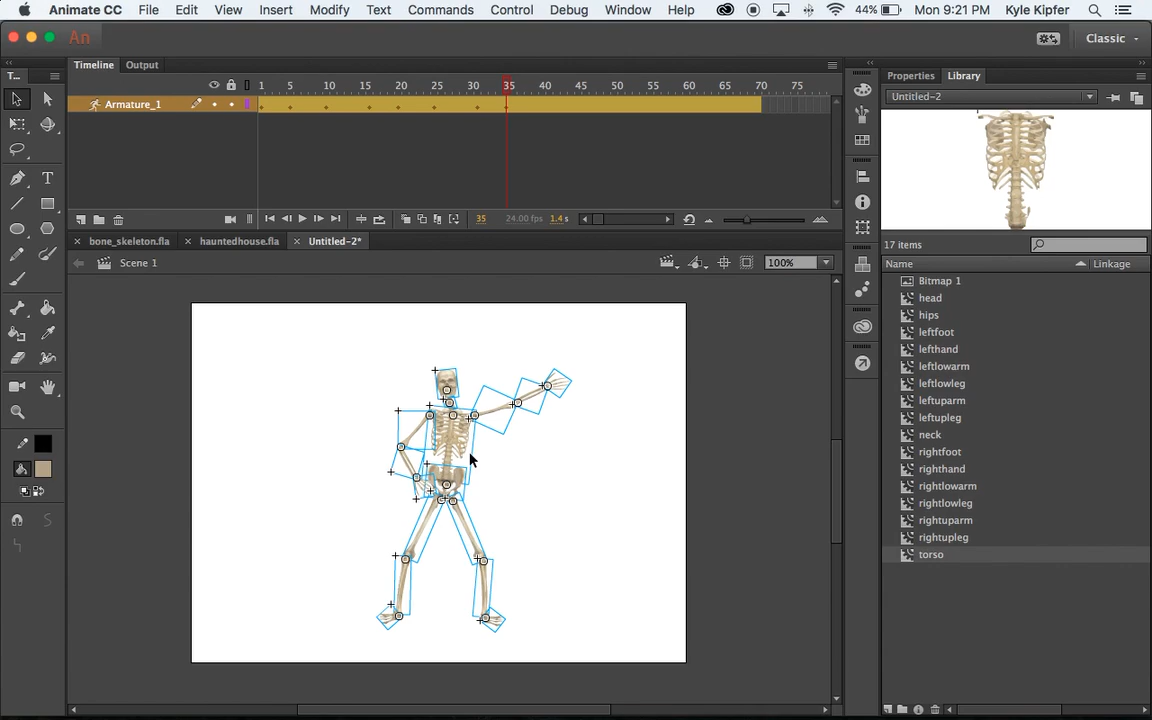 Animate CC File Edit View Insert Modify Text Commands Control Debug Window Help 44% Mon 9:21 PM Kyle Kipfer
An Classic
Timeline Output
T...
1 5 10 15 20 25 30 35 40 45 50 55 60 65 70 75
Armature_1
35 24.00 fps 1.4 s
bone_skeleton.fla hauntedhouse.fla Untitled-2*
Scene 1 100%
Properties Library
Untitled-2
17 items
Name Linkage
Bitmap 1
head
hips
leftfoot
lefthand
leftlowarm
leftlowleg
leftuparm
leftupleg
neck
rightfoot
righthand
rightlowarm
rightlowleg
rightuparm
rightupleg
torso